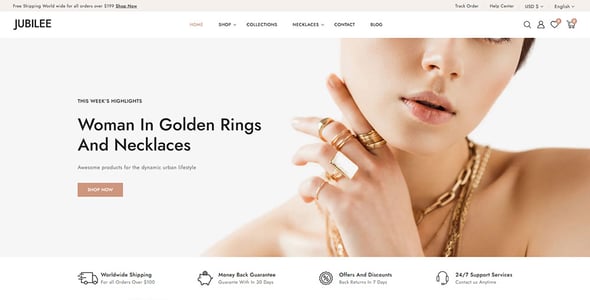 Free Shipping World wide for all orders over $199 Shop Now
Track Order
Help Center
USD $
English
JUBILEE
HOME
SHOP
COLLECTIONS
NECKLACES
CONTACT
BLOG
THIS WEEK'S HIGHLIGHTS
Woman In Golden Rings
And Necklaces
Awesome products for the dynamic urban lifestyle
SHOP NOW
Worldwide Shipping
For all Orders Over $100
Money Back Guarantee
Guarante With In 30 Days
Offers And Discounts
Back Returns In 7 Days
24/7 Support Services
Contact us Anytime